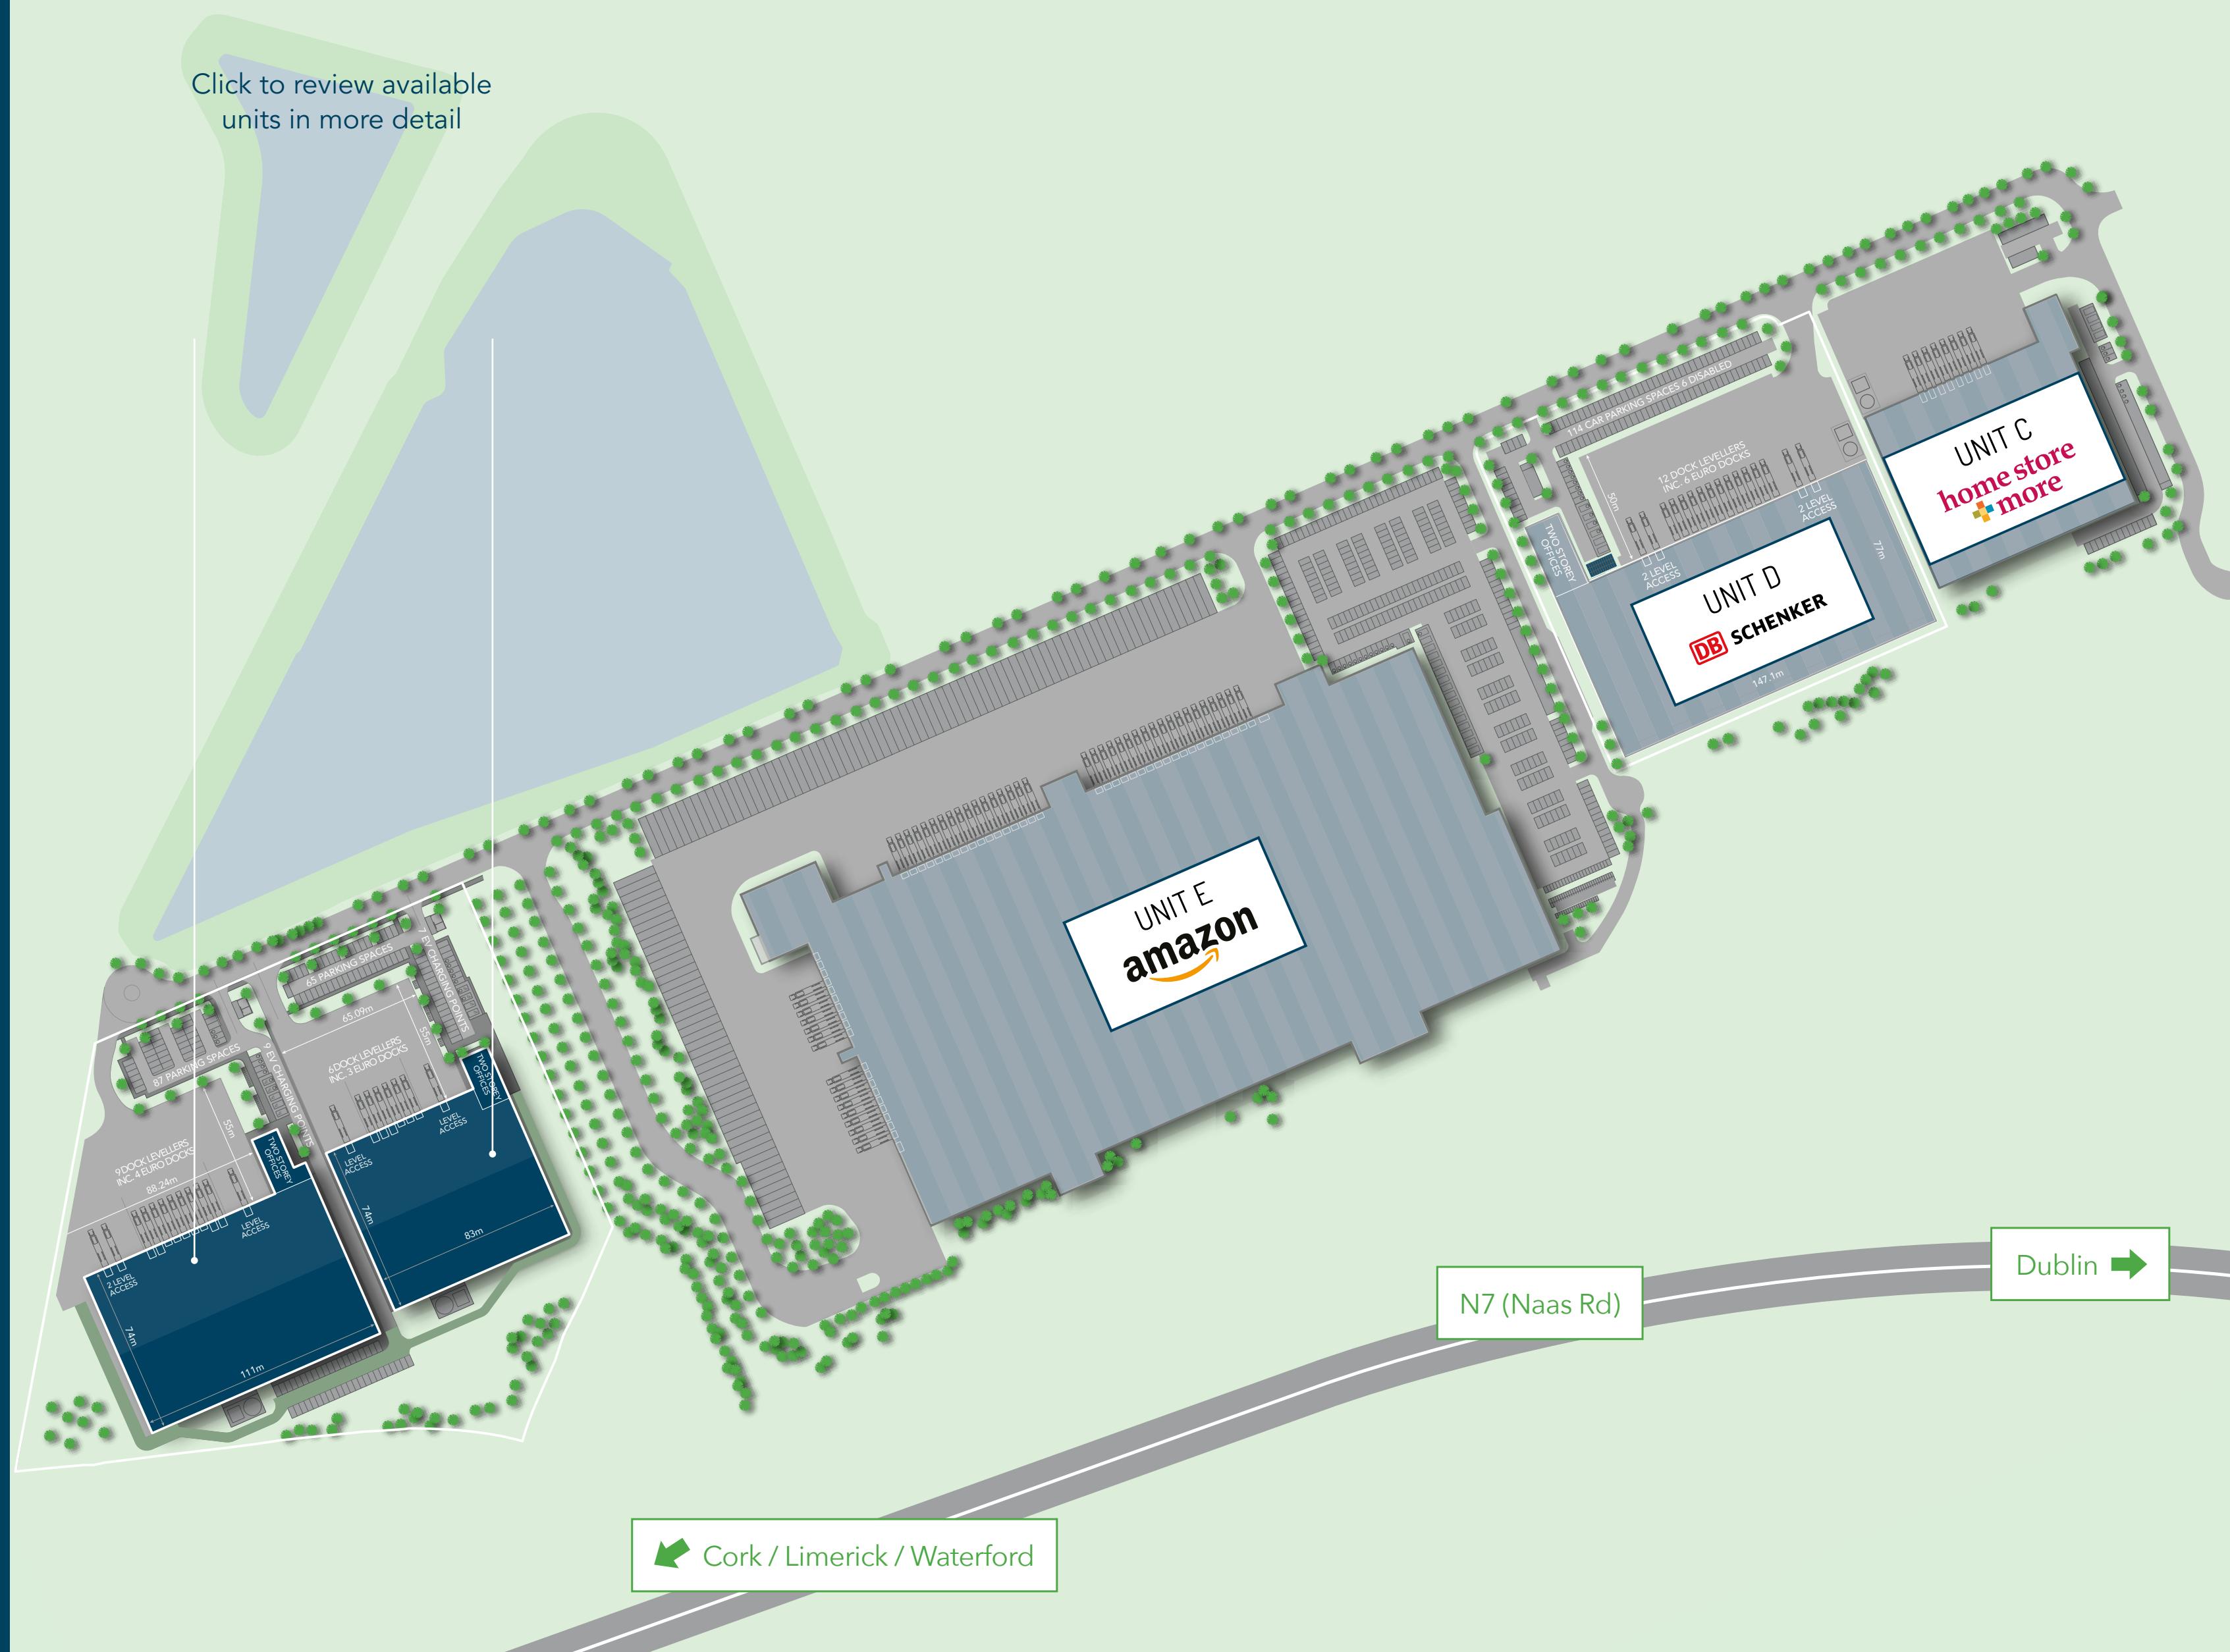 Click to review available
units in more detail
UNIT C
home store
more
114 CAR PARKING SPACES 6 DISABLED
12 DOCK LEVELLERS
INC. 6 EURO DOCKS
50m
2 LEVEL
ACCESS
2 LEVEL
ACCESS
TWO STOREY
OFFICES
77m
UNIT D
DB SCHENKER
147.1m
UNIT E
amazon
65 PARKING SPACES
7 EV CHARGING POINTS
65.09m
55m
6 DOCK LEVELLERS
INC. 3 EURO DOCKS
TWO STOREY
OFFICES
LEVEL
ACCESS
LEVEL
ACCESS
74m
83m
87 PARKING SPACES
9 EV CHARGING POINTS
55m
9 DOCK LEVELLERS
INC. 4 EURO DOCKS
88.24m
TWO STOREY
OFFICES
LEVEL
ACCESS
2 LEVEL
ACCESS
74m
111m
Dublin
N7 (Naas Rd)
Cork / Limerick / Waterford